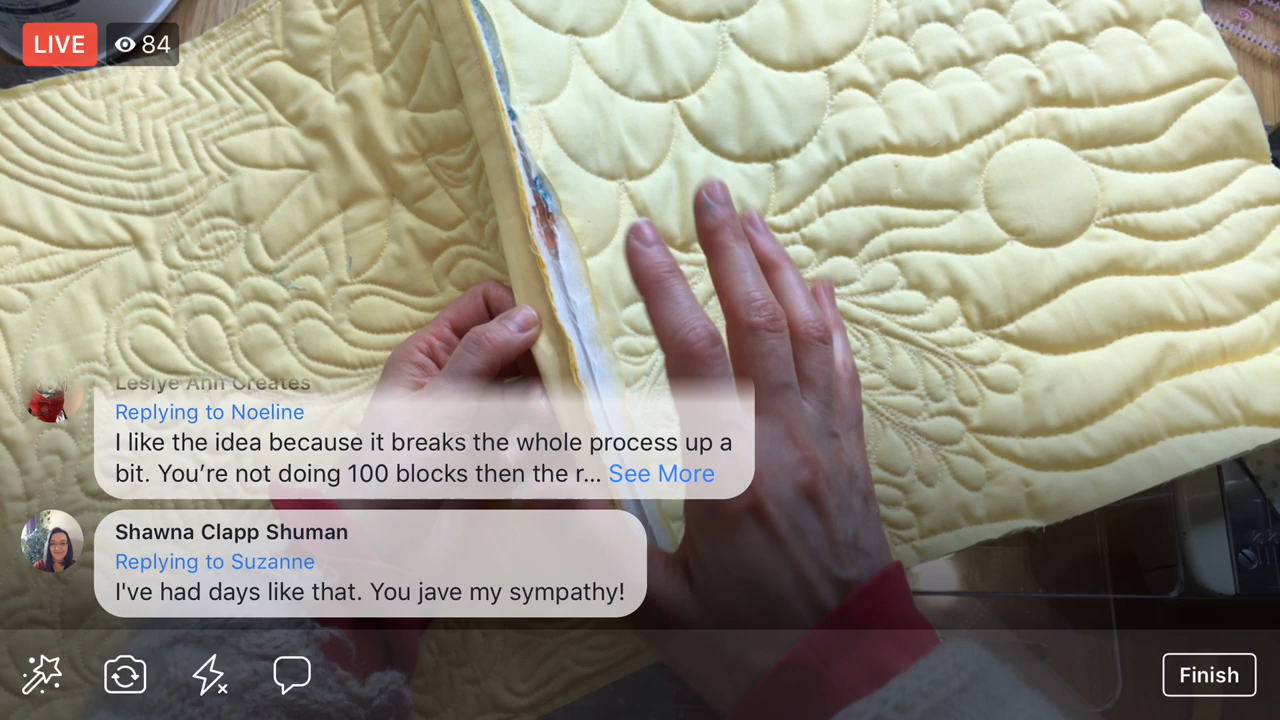 LIVE 84
Leslye Ann Creates
Replying to Noeline
I like the idea because it breaks the whole process up a
bit. You’re not doing 100 blocks then the r... See More
Shawna Clapp Shuman
Replying to Suzanne
I've had days like that. You jave my sympathy!
Finish